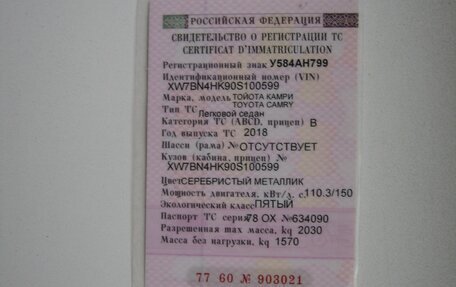 РОССИЙСКАЯ ФЕДЕРАЦИЯ
СВИДЕТЕЛЬСТВО О РЕГИСТРАЦИИ ТС
CERTIFICAT D'IMMATRICULATION
Регистрационный знак У584АН799
Идентификационный номер (VIN)
XW7BN4HK90S100599
Марка, модель ТОЙОТА КАМРИ
TOYOTA CAMRY
Тип ТС Легковой седан
Категория ТС (ABCD, прицеп) B
Год выпуска ТС 2018
Шасси (рама) № ОТСУТСТВУЕТ
Кузов (кабина, прицеп) №
XW7BN4HK90S100599
Цвет СЕРЕБРИСТЫЙ МЕТАЛЛИК
Мощность двигателя, кВт/л. с. 110.3/150
Экологический класс ПЯТЫЙ
Паспорт ТС серия 78 ОХ № 634090
Разрешенная max масса, kg 2030
Масса без нагрузки, kg 1570
77 60 № 903021